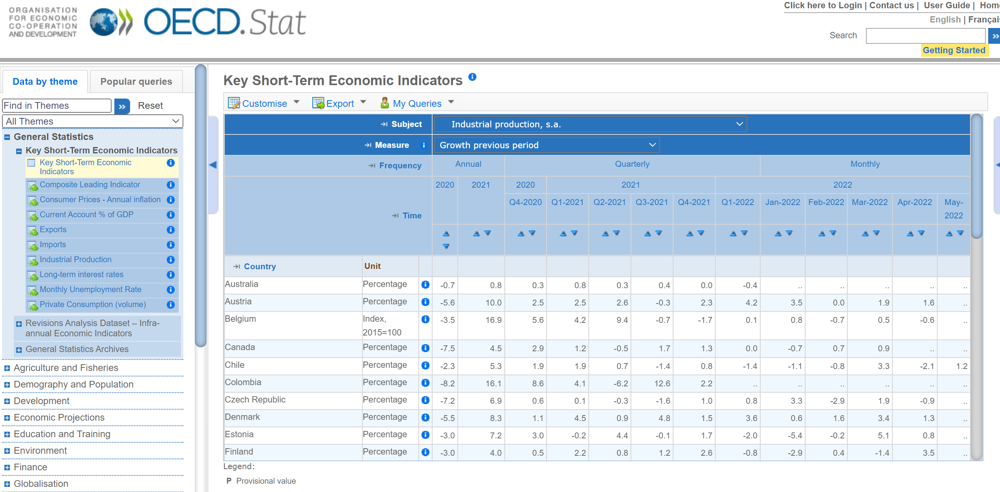 ORGANISATION
FOR ECONOMIC
CO-OPERATION
AND DEVELOPMENT
OECD.Stat
Click here to Login | Contact us | User Guide |
English |
Search
»
Getting Started
Data by theme
Popular queries
Find in Themes
»
Reset
All Themes
General Statistics
Key Short-Term Economic Indicators
Key Short-Term Economic
Indicators
Composite Leading Indicator
Consumer Prices - Annual inflation
Current Account % of GDP
Exports
Imports
Industrial Production
Long-term interest rates
Monthly Unemployment Rate
Private Consumption (volume)
Revisions Analysis Dataset – Infra-
annual Economic Indicators
General Statistics Archives
Agriculture and Fisheries
Demography and Population
Development
Economic Projections
Education and Training
Environment
Finance
Globalisation
Key Short-Term Economic Indicators
Customise Export My Queries
Subject Industrial production, s.a.
Measure Growth previous period
Frequency Annual Quarterly Monthly
Time
2020 2021 2020 2021 2022
Q4-2020 Q1-2021 Q2-2021 Q3-2021 Q4-2021 Q1-2022 Jan-2022 Feb-2022 Mar-2022 Apr-2022 May-
2022
Country Unit
Australia Percentage -0.7 0.8 0.3 0.8 0.3 0.4 0.0 -0.4 .. .. .. .. ..
Austria Percentage -5.6 10.0 2.5 2.5 2.6 -0.3 2.3 4.2 3.5 0.0 1.9 1.6 ..
Belgium Index, -3.5 16.9 5.6 4.2 9.4 -0.7 -1.7 0.1 0.8 -0.7 0.5 -0.6 ..
2015=100
Canada Percentage -7.5 4.5 2.9 1.2 -0.5 1.7 1.3 0.0 -0.7 0.7 0.9 .. ..
Chile Percentage -2.3 5.3 1.9 1.9 0.7 -1.4 0.8 -1.4 -1.1 -0.8 3.3 -2.1 1.2
Colombia Percentage -8.2 16.1 8.6 4.1 -6.2 12.6 2.2 .. .. .. .. .. ..
Czech Republic Percentage -7.2 6.9 0.6 0.1 -0.3 -1.6 1.0 0.8 3.3 -2.9 1.9 -0.9 ..
Denmark Percentage -5.5 8.3 1.1 4.5 0.9 4.8 1.5 3.6 0.6 1.6 3.4 1.3 ..
Estonia Percentage -3.0 7.2 3.0 -0.2 4.4 -0.1 1.7 -2.0 -5.4 -0.2 5.1 0.8 ..
Finland Percentage -3.0 4.0 0.5 2.2 0.8 1.2 2.6 -0.8 -2.9 0.4 -1.4 3.5 ..
Legend:
P Provisional value